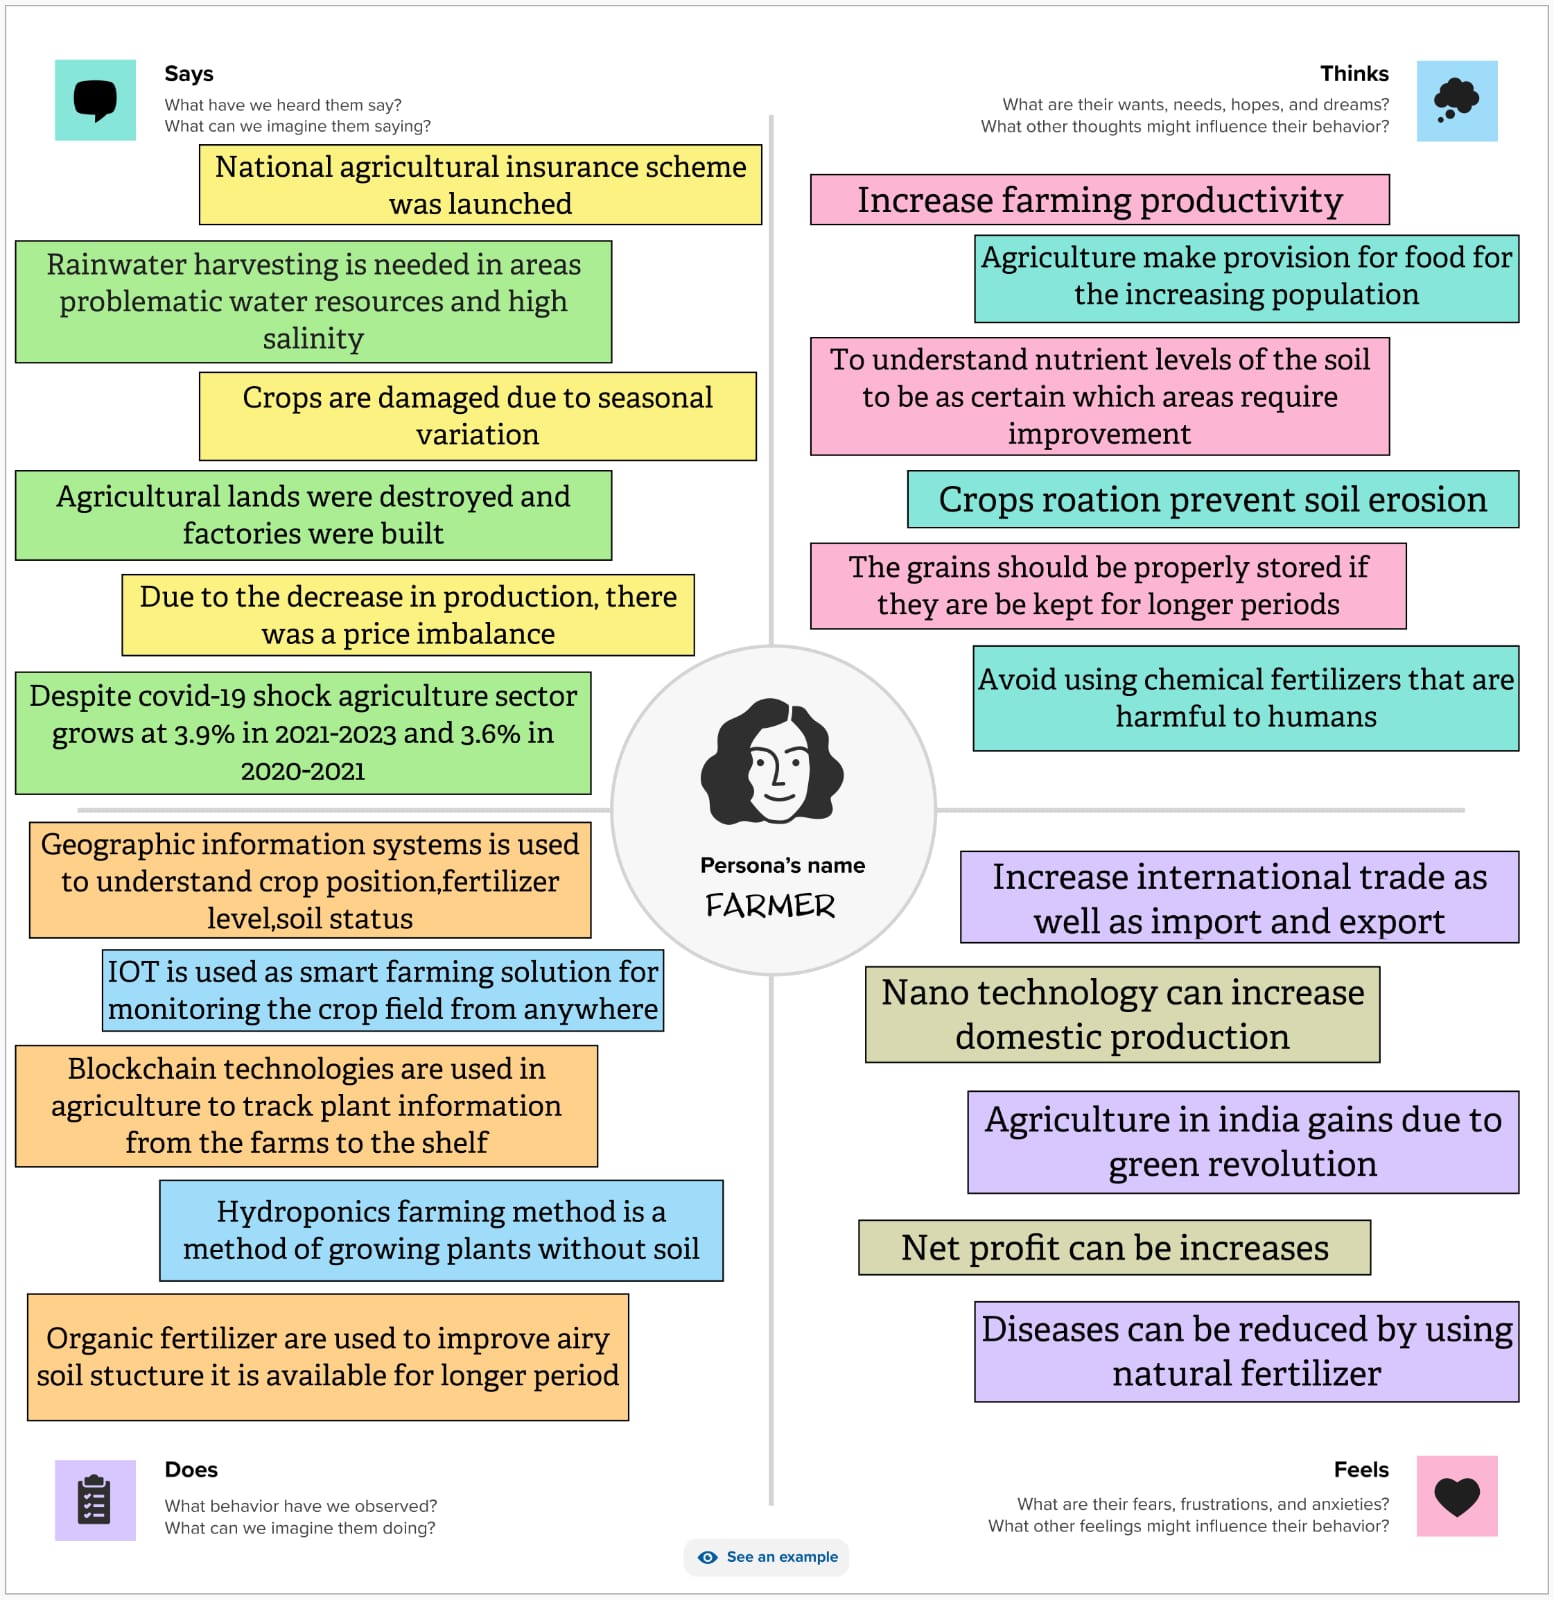 Says
What have we heard them say?
What can we imagine them saying?
National agricultural insurance scheme
was launched
Rainwater harvesting is needed in areas
problematic water resources and high
salinity
Crops are damaged due to seasonal
variation
Agricultural lands were destroyed and
factories were built
Due to the decrease in production, there
was a price imbalance
Despite covid-19 shock agriculture sector
grows at 3.9% in 2021-2023 and 3.6% in
2020-2021
Thinks
What are their wants, needs, hopes, and dreams?
What other thoughts might influence their behavior?
Increase farming productivity
Agriculture make provision for food for
the increasing population
To understand nutrient levels of the soil
to be as certain which areas require
improvement
Crops roation prevent soil erosion
The grains should be properly stored if
they are be kept for longer periods
Avoid using chemical fertilizers that are
harmful to humans
Persona's name
FARMER
Geographic information systems is used
to understand crop position,fertilizer
level,soil status
IOT is used as smart farming solution for
monitoring the crop field from anywhere
Blockchain technologies are used in
agriculture to track plant information
from the farms to the shelf
Hydroponics farming method is a
method of growing plants without soil
Organic fertilizer are used to improve airy
soil stucture it is available for longer period
Does
What behavior have we observed?
What can we imagine them doing?
Increase international trade as
well as import and export
Nano technology can increase
domestic production
Agriculture in india gains due to
green revolution
Net profit can be increases
Diseases can be reduced by using
natural fertilizer
Feels
What are their fears, frustrations, and anxieties?
What other feelings might influence their behavior?
See an example